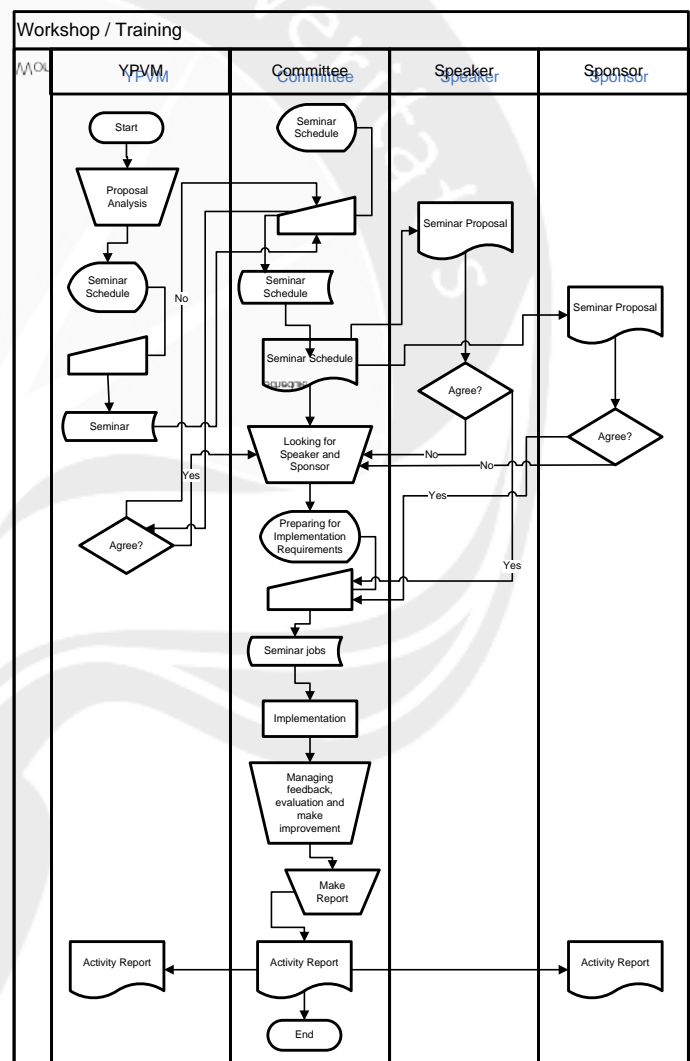 Workshop / Training
YPVM
Committee
Speaker
Sponsor
Start
Proposal
Analysis
Seminar
Schedule
Seminar
No
Yes
Agree?
Activity Report
Seminar
Schedule
Seminar
Schedule
Seminar Schedule
Looking for
Speaker and
Sponsor
Preparing for
Implementation
Requirements
Seminar jobs
Implementation
Managing
feedback,
evaluation and
make
improvement
Make
Report
Activity Report
End
Seminar Proposal
Agree?
No
Yes
No
Yes
Seminar Proposal
Agree?
Activity Report
veritas